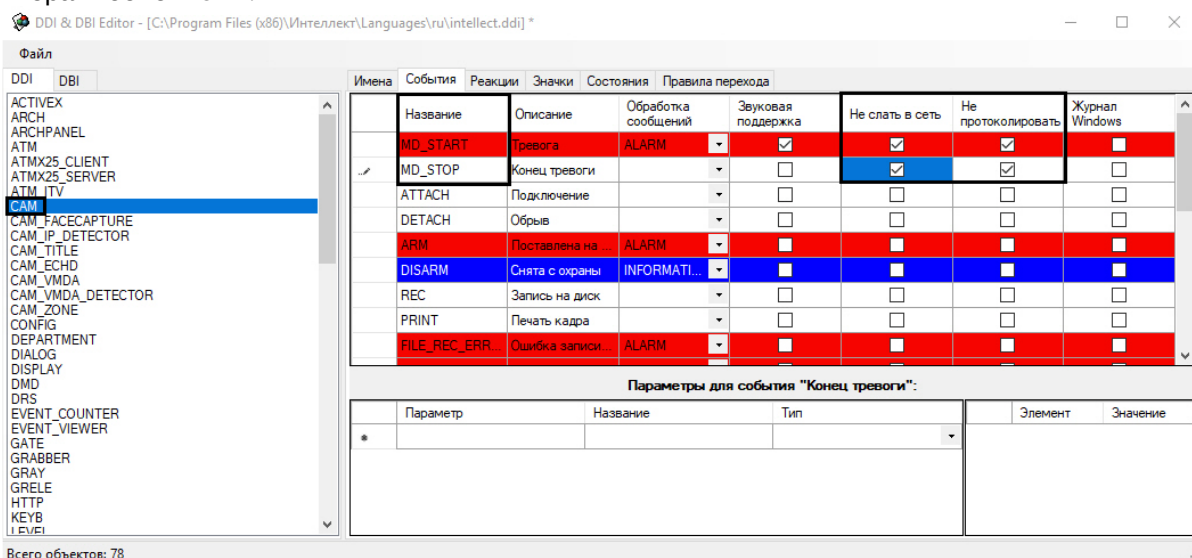 DDI & DBI Editor - [C:\Program Files (x86)\Интеллект\Languages\ru\intellect.ddi] *
Файл
DDI DBI
Имена События Реакции Значки Состояния Правила перехода
ACTIVEX
ARCH
ARCHPANEL
ATM
ATMX25_CLIENT
ATMX25_SERVER
ATM_ITV
CAM
CAM_FACECAPTURE
CAM_IP_DETECTOR
CAM_TITLE
CAM_ECHD
CAM_VMDA
CAM_VMDA_DETECTOR
CAM_ZONE
CONFIG
DEPARTMENT
DIALOG
DISPLAY
DMD
DRS
EVENT_COUNTER
EVENT_VIEWER
GATE
GRABBER
GRAY
GRELE
HTTP
KEYB
LEVEL
Название Описание Обработка сообщений Звуковая поддержка Не слать в сеть Не протоколировать Журнал Windows
MD_START Тревога ALARM
MD_STOP Конец тревоги
ATTACH Подключение
DETACH Обрыв
ARM Поставлена на ... ALARM
DISARM Снята с охраны INFORMATI...
REC Запись на диск
PRINT Печать кадра
FILE_REC_ERR... Ошибка записи... ALARM
Параметры для события "Конец тревоги":
Параметр Название Тип Элемент Значение
Всего объектов: 78